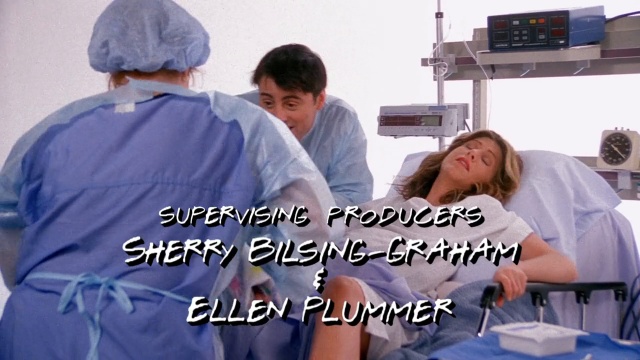 SUPERVISING PRODUCERS
SHERRY BILSING-GRAHAM
&
ELLEN PLUMMER